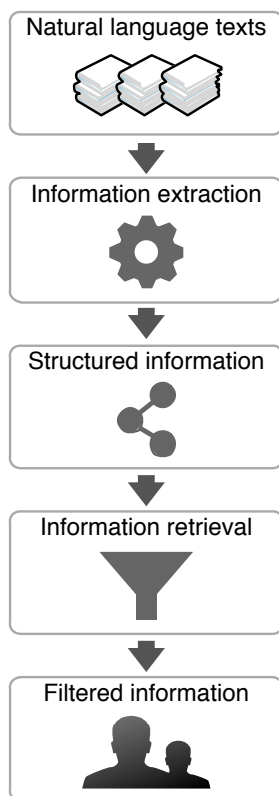 Natural language texts
Information extraction
Structured information
Information retrieval
Filtered information